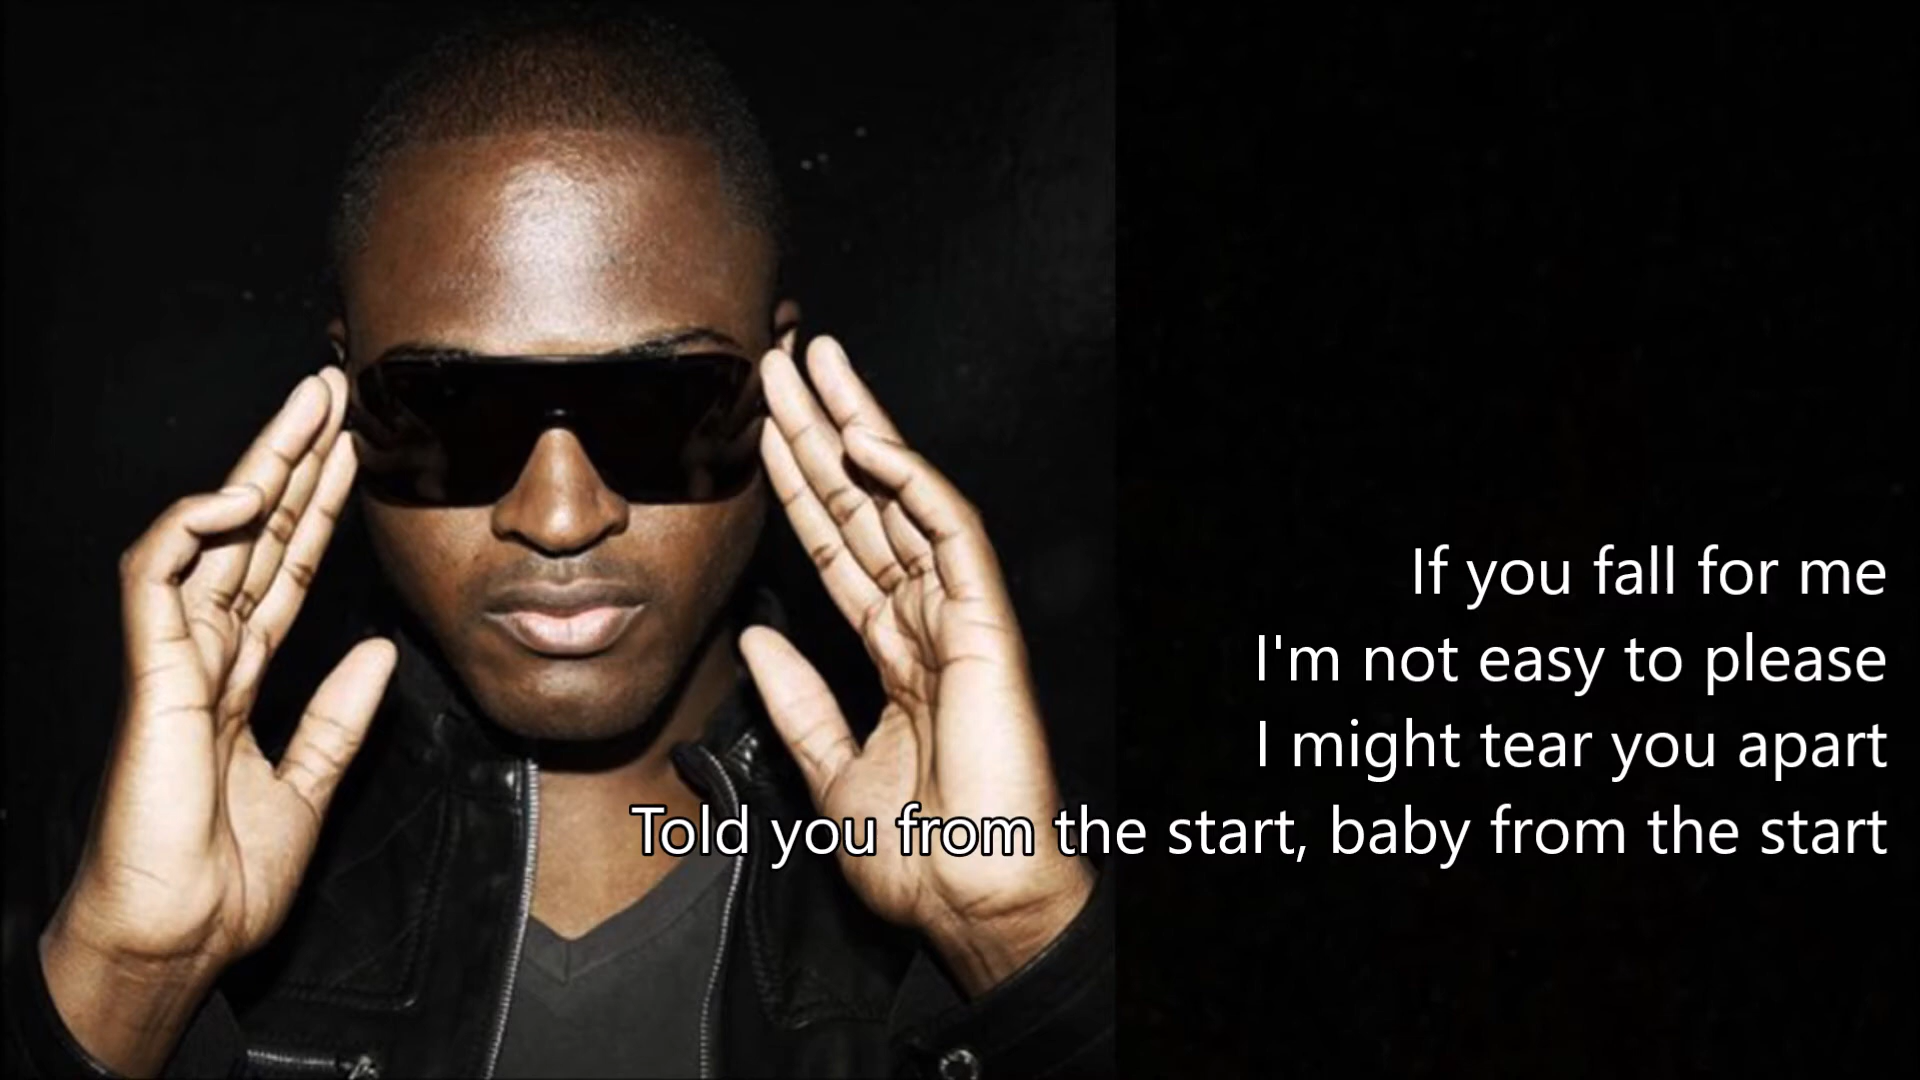 If you fall for me
I'm not easy to please
I might tear you apart
Told you from the start, baby from the start